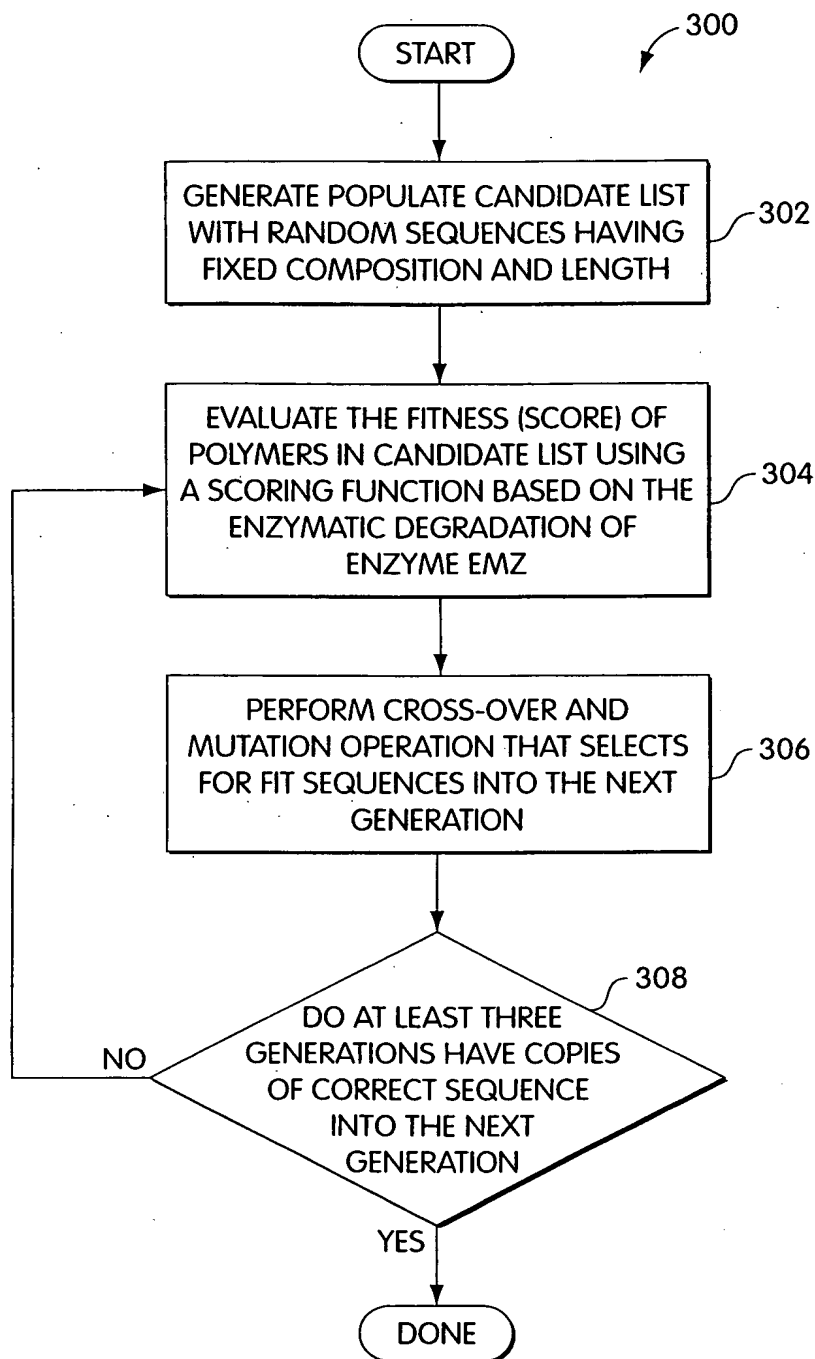 300
START
GENERATE POPULATE CANDIDATE LIST
WITH RANDOM SEQUENCES HAVING
FIXED COMPOSITION AND LENGTH
302
EVALUATE THE FITNESS (SCORE) OF
POLYMERS IN CANDIDATE LIST USING
A SCORING FUNCTION BASED ON THE
ENZYMATIC DEGRADATION OF
ENZYME EMZ
304
PERFORM CROSS-OVER AND
MUTATION OPERATION THAT SELECTS
FOR FIT SEQUENCES INTO THE NEXT
GENERATION
306
308
DO AT LEAST THREE
GENERATIONS HAVE COPIES
OF CORRECT SEQUENCE
INTO THE NEXT
GENERATION
NO
YES
DONE